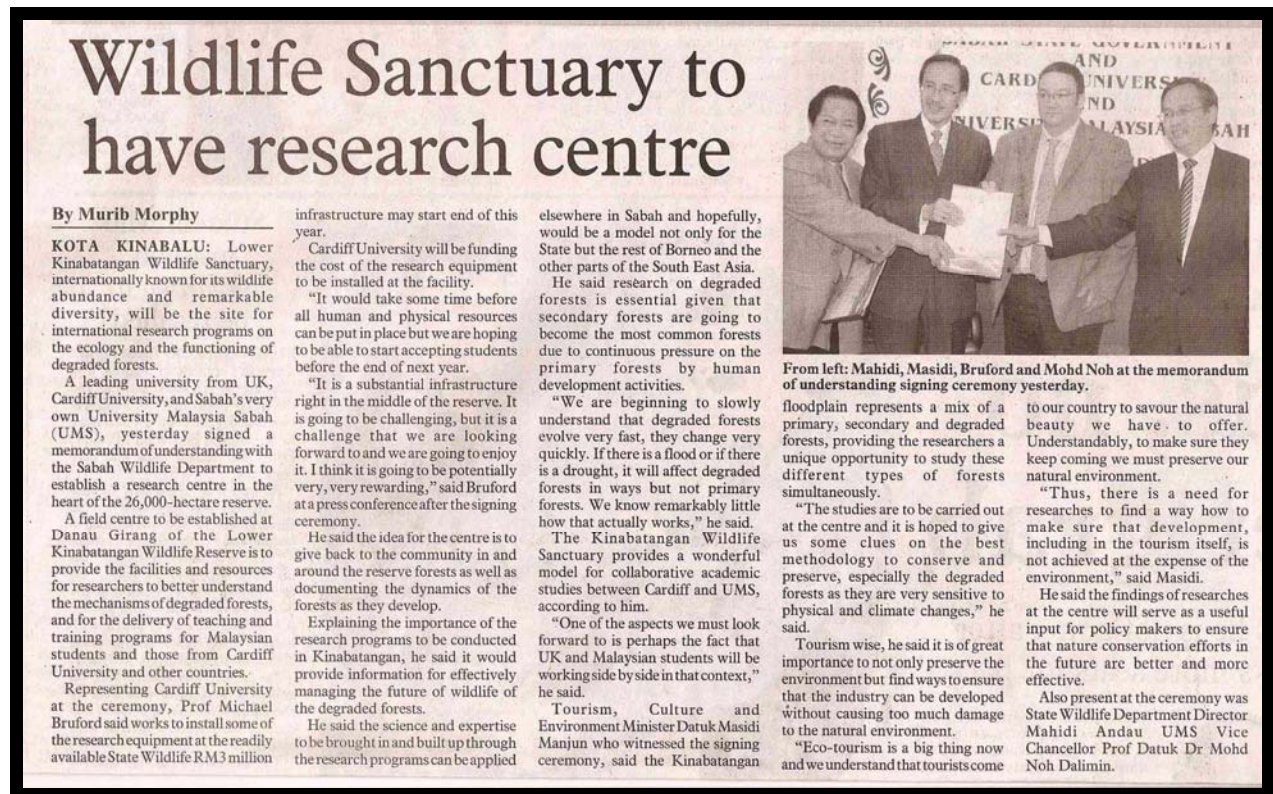 Wildlife Sanctuary to
have research centre
By Murib Morphy
KOTA KINABALU: Lower
Kinabatangan Wildlife Sanctuary,
internationally known for its wildlife
abundance and remarkable
diversity, will be the site for
international research programs on
the ecology and the functioning of
degraded forests.
A leading university from UK,
Cardiff University, and Sabah's very
own University Malaysia Sabah
(UMS), yesterday signed a
memorandum of understanding with
the Sabah Wildlife Department to
establish a research centre in the
heart of the 26,000-hectare reserve.
A field centre to be established at
Danau Girang of the Lower
Kinabatangan Wildlife Reserve is to
provide the facilities and resources
for researchers to better understand
the mechanisms of degraded forests,
and for the delivery of teaching and
training programs for Malaysian
students and those from Cardiff
University and other countries.
Representing Cardiff University
at the ceremony, Prof Michael
Bruford said works to install some of
the research equipment at the readily
available State Wildlife RM3 million
infrastructure may start end of this
year.
Cardiff University will be funding
the cost of the research equipment
to be installed at the facility.
"It would take some time before
all human and physical resources
can be put in place but we are hoping
to be able to start accepting students
before the end of next year.
"It is a substantial infrastructure
right in the middle of the reserve. It
is going to be challenging, but it is a
challenge that we are looking
forward to and we are going to enjoy
it. I think it is going to be potentially
very, very rewarding," said Bruford
at a press conference after the signing
ceremony.
He said the idea for the centre is to
give back to the community in and
around the reserve forests as well as
documenting the dynamics of the
forests as they develop.
Explaining the importance of the
research programs to be conducted
in Kinabatangan, he said it would
provide information for effectively
managing the future of wildlife of
the degraded forests.
He said the science and expertise
to be brought in and built up through
the research programs can be applied
elsewhere in Sabah and hopefully,
would be a model not only for the
State but the rest of Borneo and the
other parts of the South East Asia.
He said research on degraded
forests is essential given that
secondary forests are going to
become the most common forests
due to continuous pressure on the
primary forests by human
development activities.
"We are beginning to slowly
understand that degraded forests
evolve very fast, they change very
quickly. If there is a flood or if there
is a drought, it will affect degraded
forests in ways but not primary
forests. We know remarkably little
how that actually works," he said.
The Kinabatangan Wildlife
Sanctuary provides a wonderful
model for collaborative academic
studies between Cardiff and UMS,
according to him.
"One of the aspects we must look
forward to is perhaps the fact that
UK and Malaysian students will be
working side by side in that context,"
he said.
Tourism, Culture and
Environment Minister Datuk Masidi
Manjun who witnessed the signing
ceremony, said the Kinabatangan
AND
UNIVERS
From left: Mahidi, Masidi, Bruford and Mohd Noh at the memorandum
of understanding signing ceremony yesterday.
floodplain represents a mix of a
primary, secondary and degraded
forests, providing the researchers a
unique opportunity to study these
different types of forests
simultaneously.
"The studies are to be carried out
at the centre and it is hoped to give
us some clues on the best
methodology to conserve and
preserve, especially the degraded
forests as they are very sensitive to
physical and climate changes," he
said.
Tourism wise, he said it is of great
importance to not only preserve the
environment but find ways to ensure
that the industry can be developed
without causing too much damage
to the natural environment.
"Eco-tourism is a big thing now
and we understand that tourists come
to our country to savour the natural
beauty we have to offer.
Understandably, to make sure they
keep coming we must preserve our
natural environment.
"Thus, there is a need for
researches to find a way how to
make sure that development,
including in the tourism itself, is
not achieved at the expense of the
environment," said Masidi.
He said the findings of researches
at the centre will serve as a useful
input for policy makers to ensure
that nature conservation efforts in
the future are better and more
effective.
Also present at the ceremony was
State Wildlife Department Director
Mahidi Andau UMS Vice
Chancellor Prof Datuk Dr Mohd
Noh Dalimin.